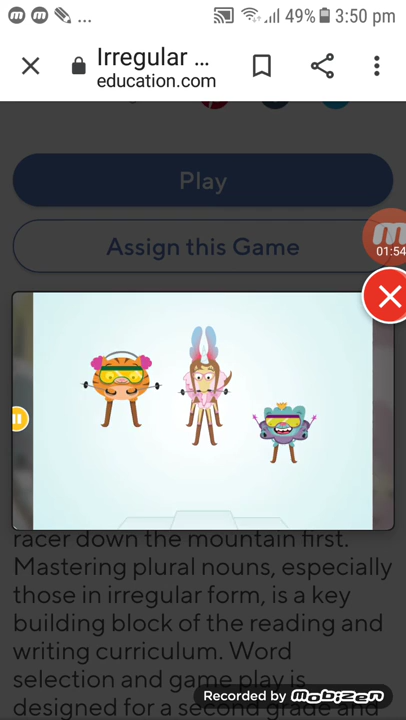 49% 3:50 pm
Irregular ...
education.com
Play
Assign this Game
01:54
racer down the mountain first.
Mastering plural nouns, especially
those in irregular form, is a key
building block of the reading and
writing curriculum. Word
selection and game play is
designed for a second grade and
Recorded by Mobizen